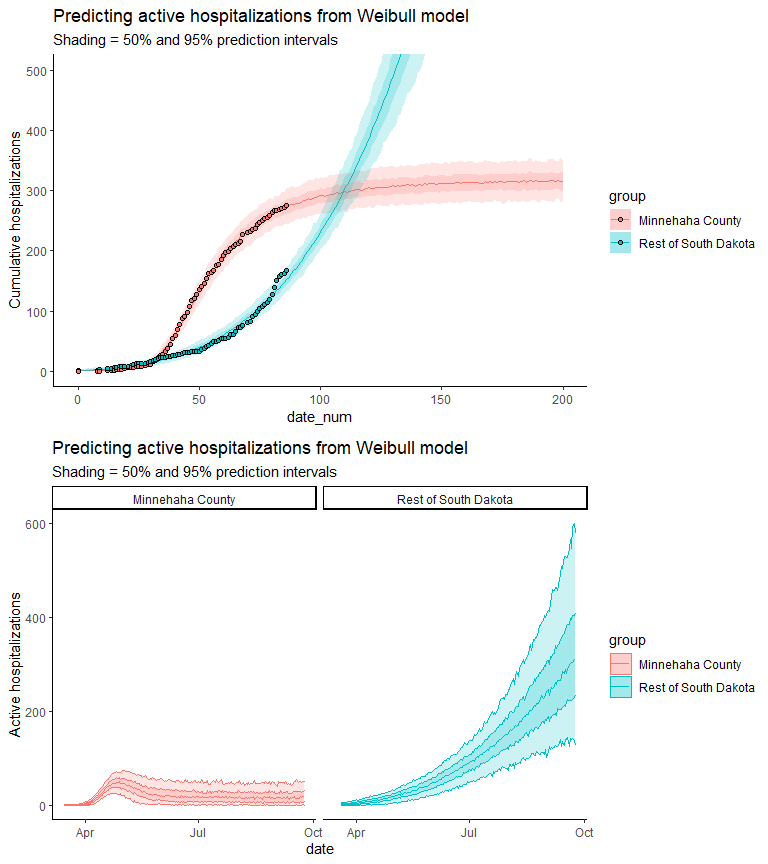 Predicting active hospitalizations from Weibull model
Shading = 50% and 95% prediction intervals
500
400
300
200
100
0
Cumulative hospitalizations
0 50 100 150 200
date_num
group
Minnehaha County
Rest of South Dakota
Predicting active hospitalizations from Weibull model
Shading = 50% and 95% prediction intervals
Minnehaha County Rest of South Dakota
600
400
200
0
Active hospitalizations
Apr Jul Oct Apr Jul Oct
date
group
Minnehaha County
Rest of South Dakota